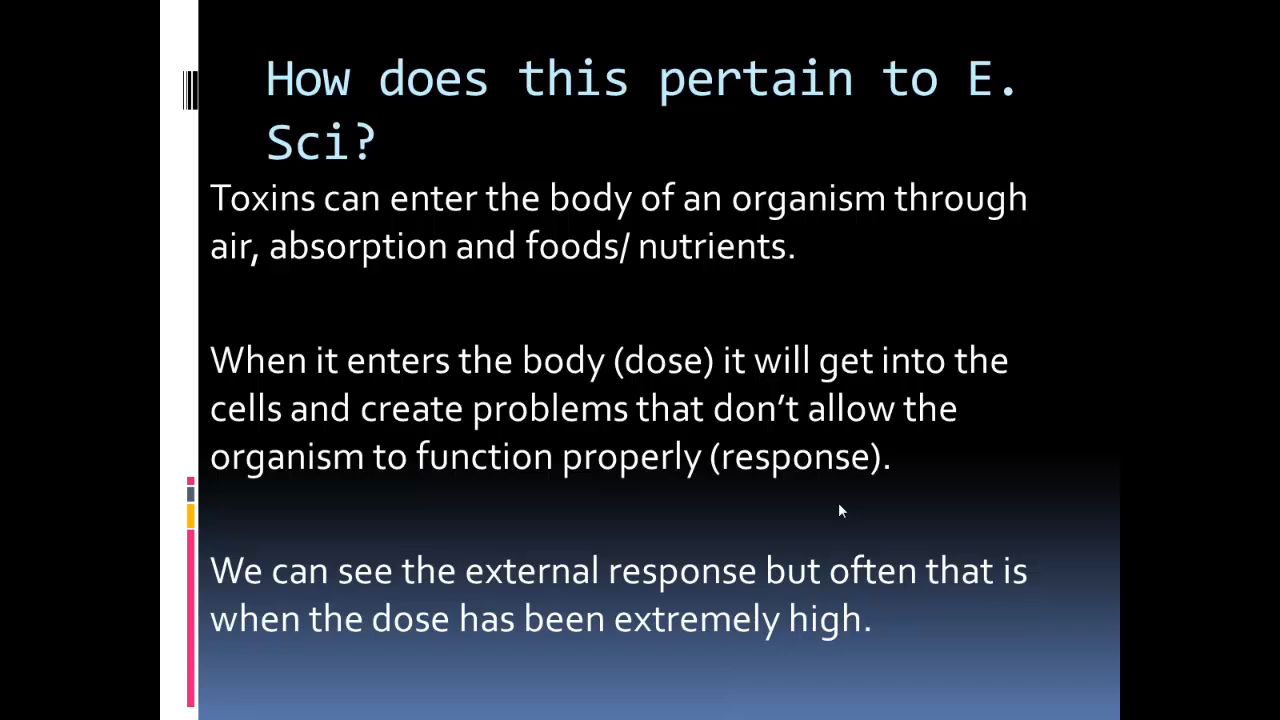 How does this pertain to E.
Sci?
Toxins can enter the body of an organism through
air, absorption and foods/ nutrients.
When it enters the body (dose) it will get into the
cells and create problems that don’t allow the
organism to function properly (response).
We can see the external response but often that is
when the dose has been extremely high.